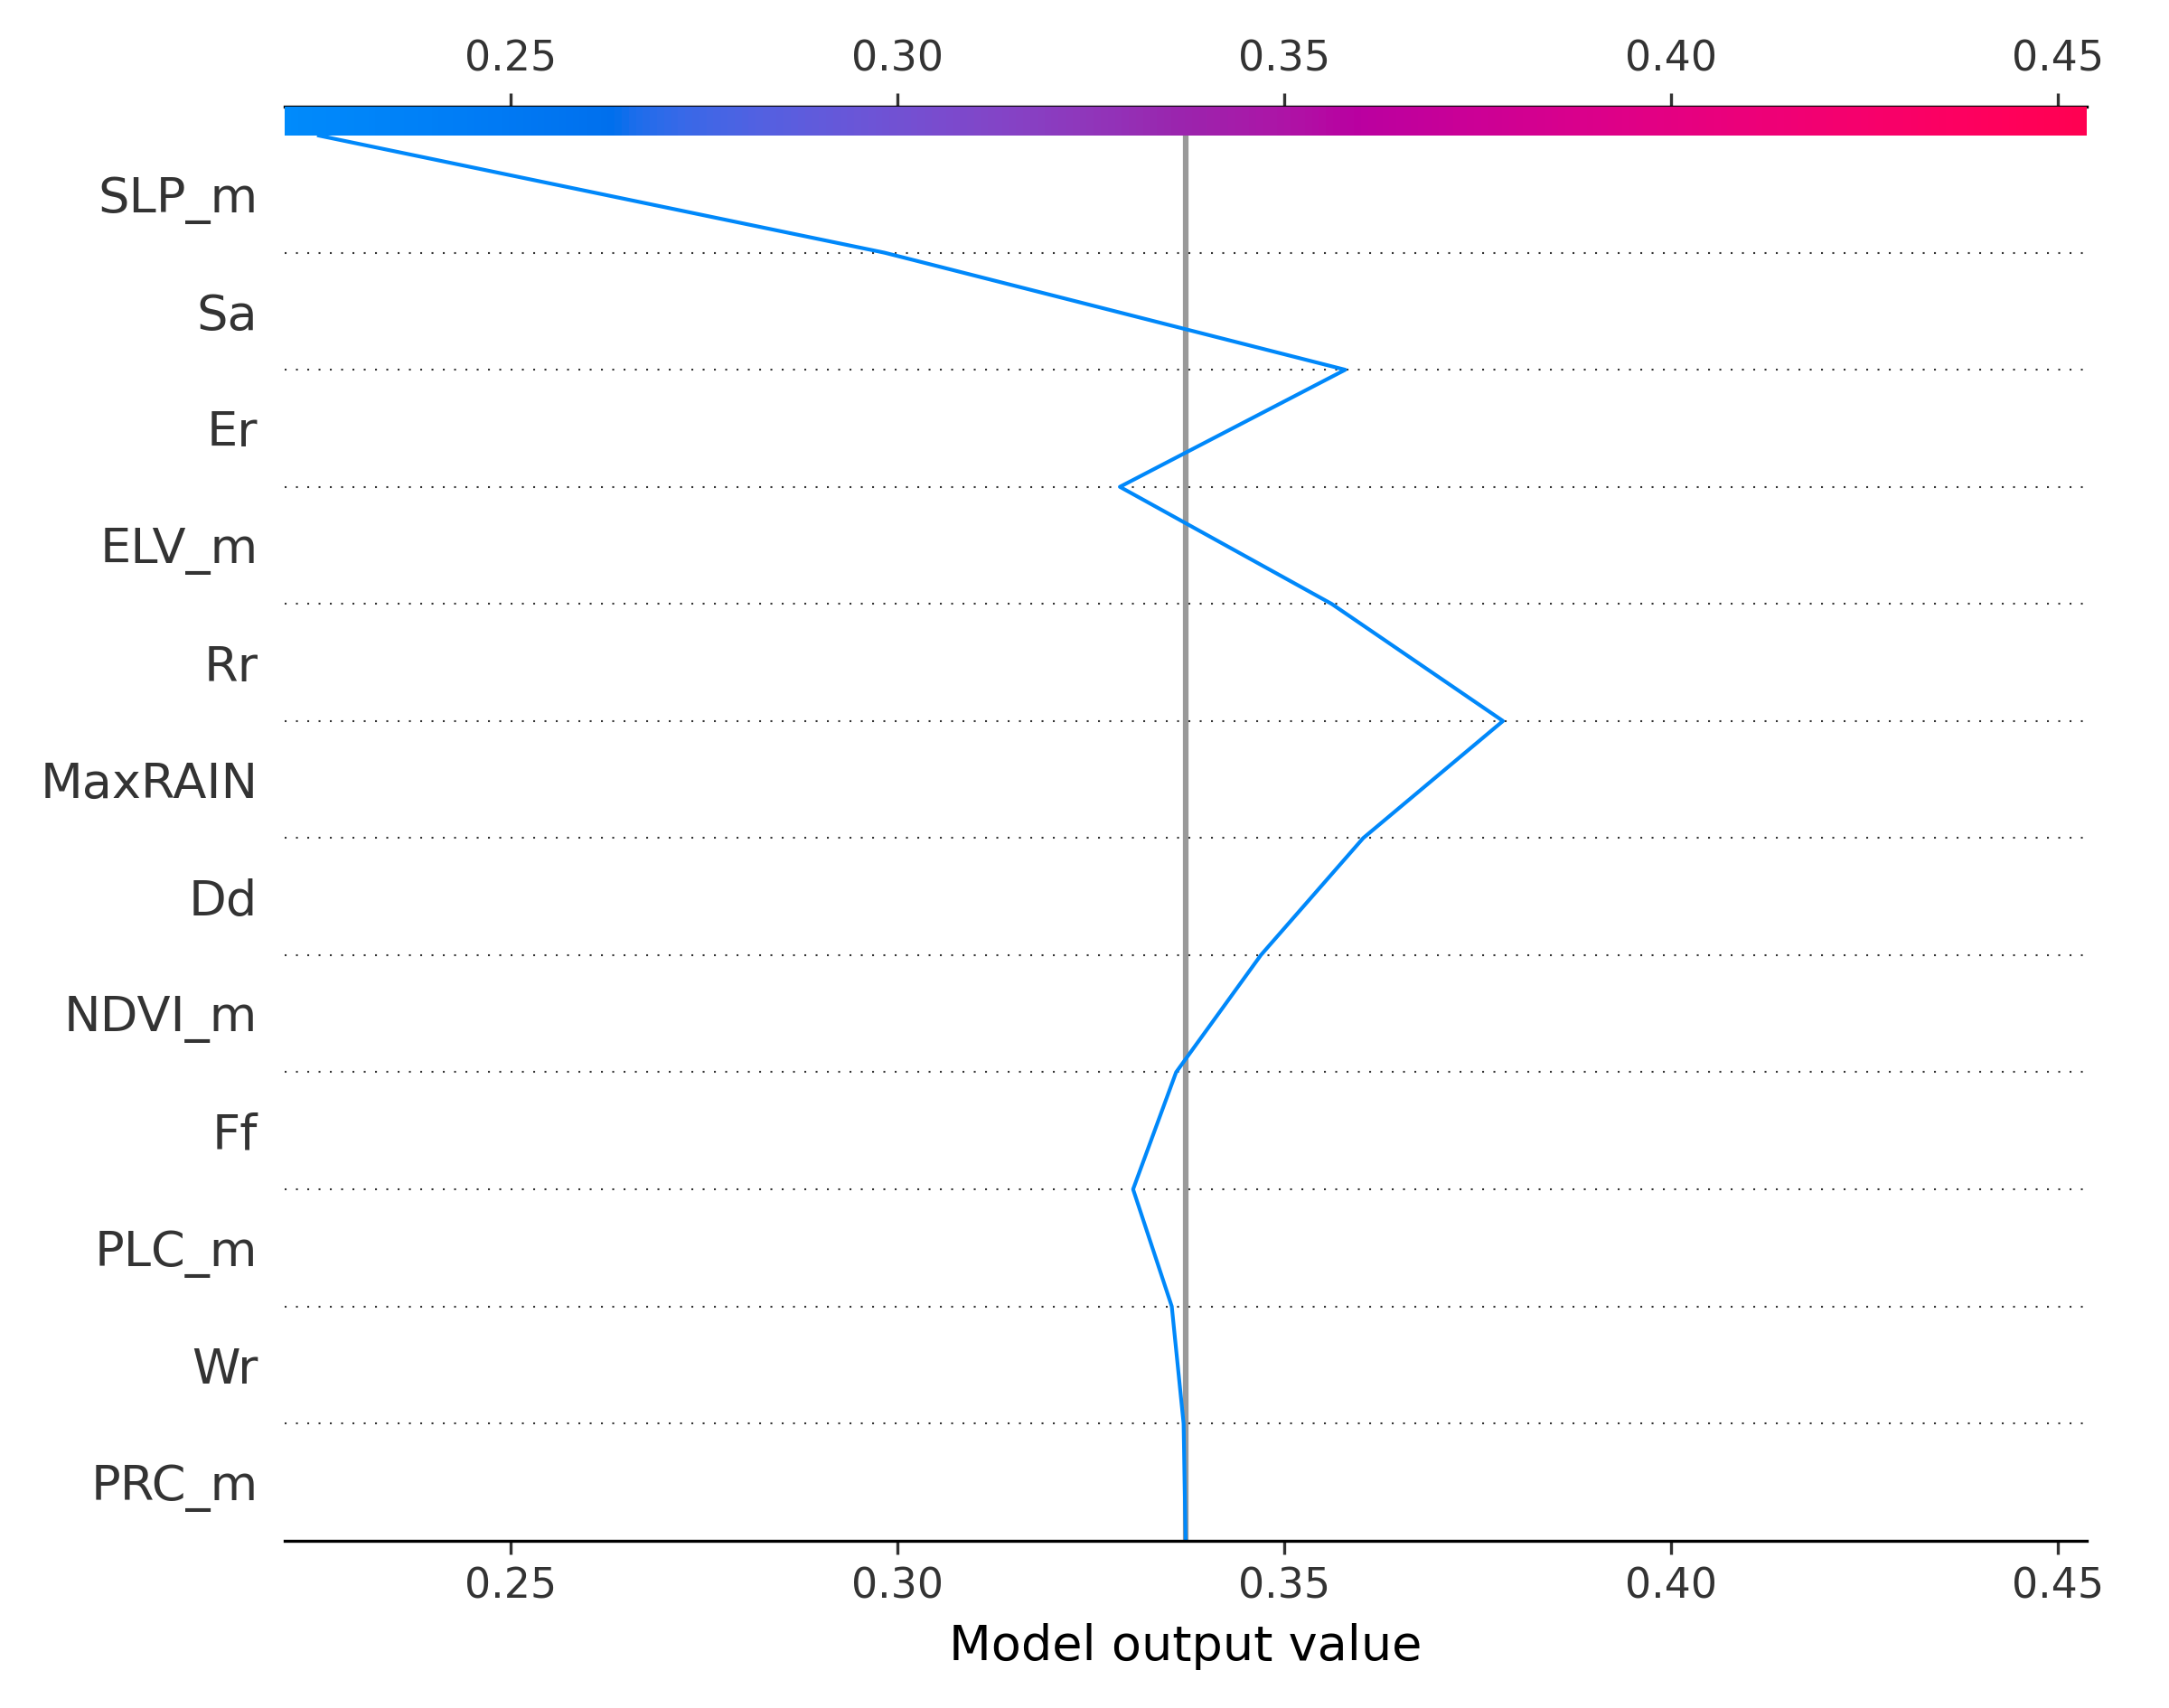 0.25 0.30 0.35 0.40 0.45
SLP_m
Sa
Er
ELV_m
Rr
MaxRAIN
Dd
NDVI_m
Ff
PLC_m
Wr
PRC_m
0.25 0.30 0.35 0.40 0.45
Model output value